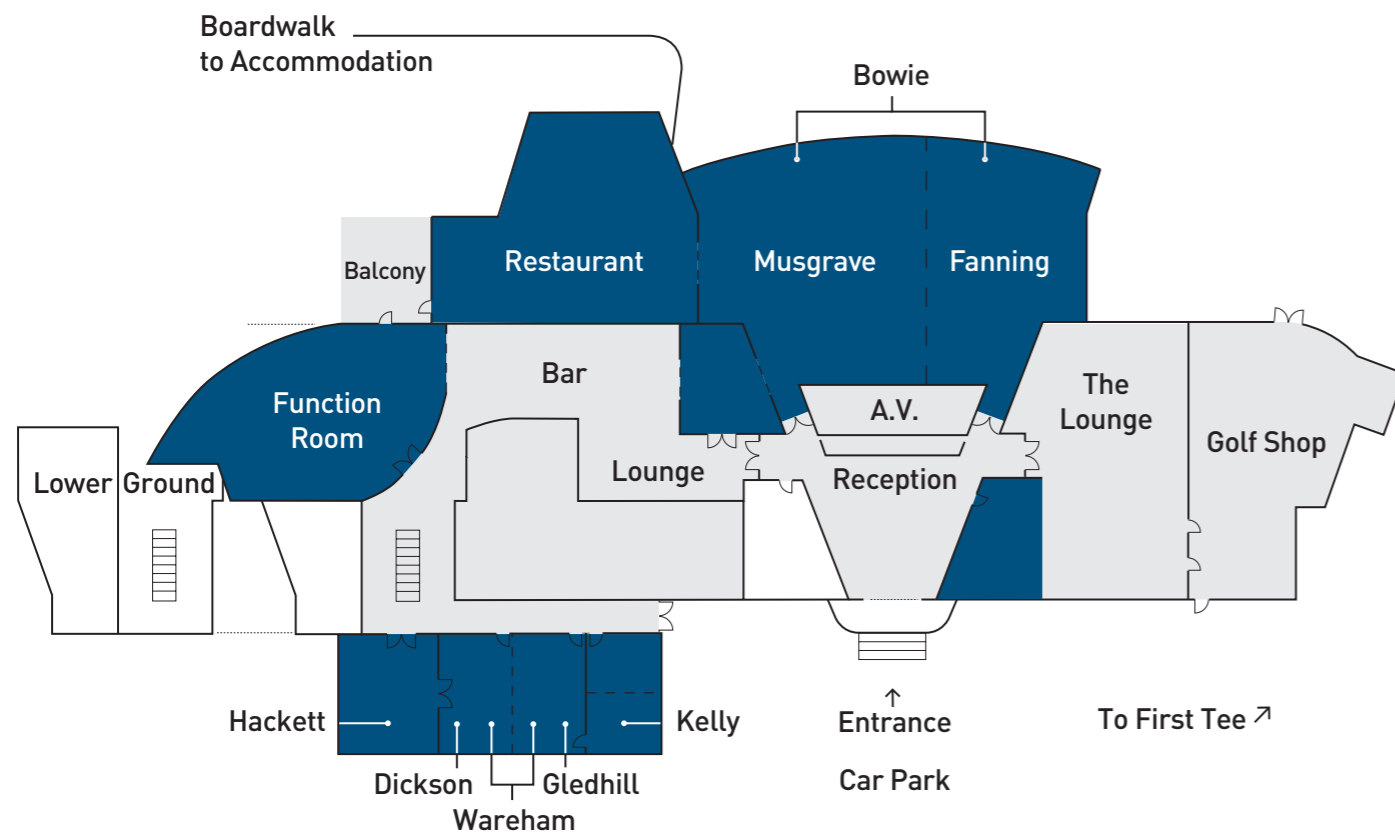 Boardwalk
to Accommodation
Bowie
Restaurant
Musgrave
Fanning
Balcony
Function
Room
Bar
A.V.
The
Lounge
Golf Shop
Lower
Ground
Lounge
Reception
Hackett
Kelly
Entrance
To First Tee ↗
Dickson
Gledhill
Car Park
Wareham